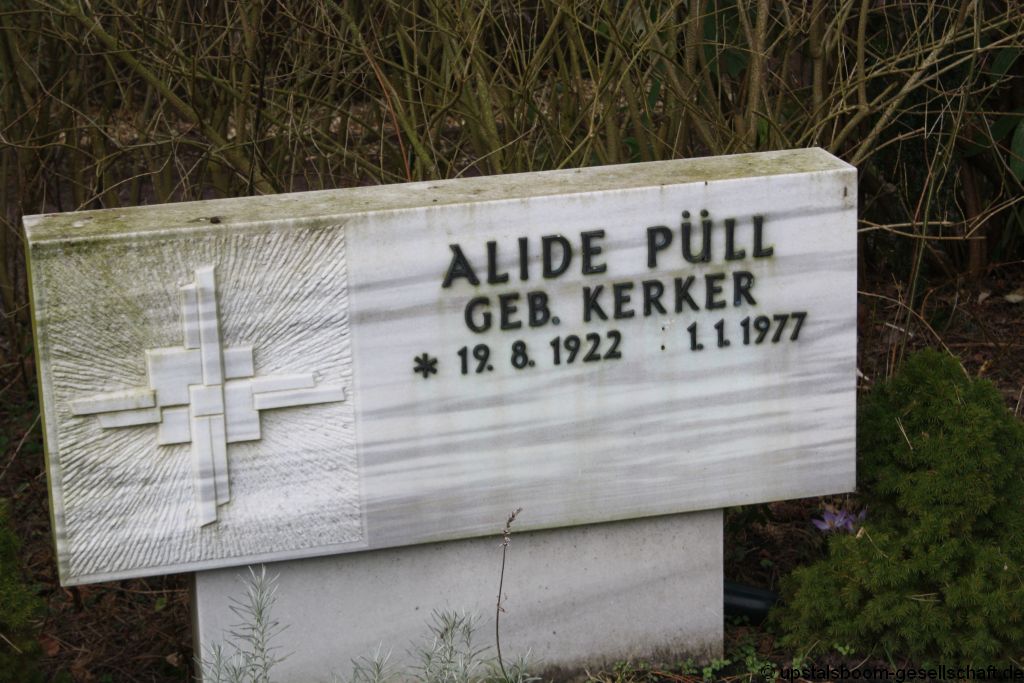 ALIDE PÜLL
GEB. KERKER
* 19. 8. 1922 1. 1. 1977
© upstalsboom-gesellschaft.de